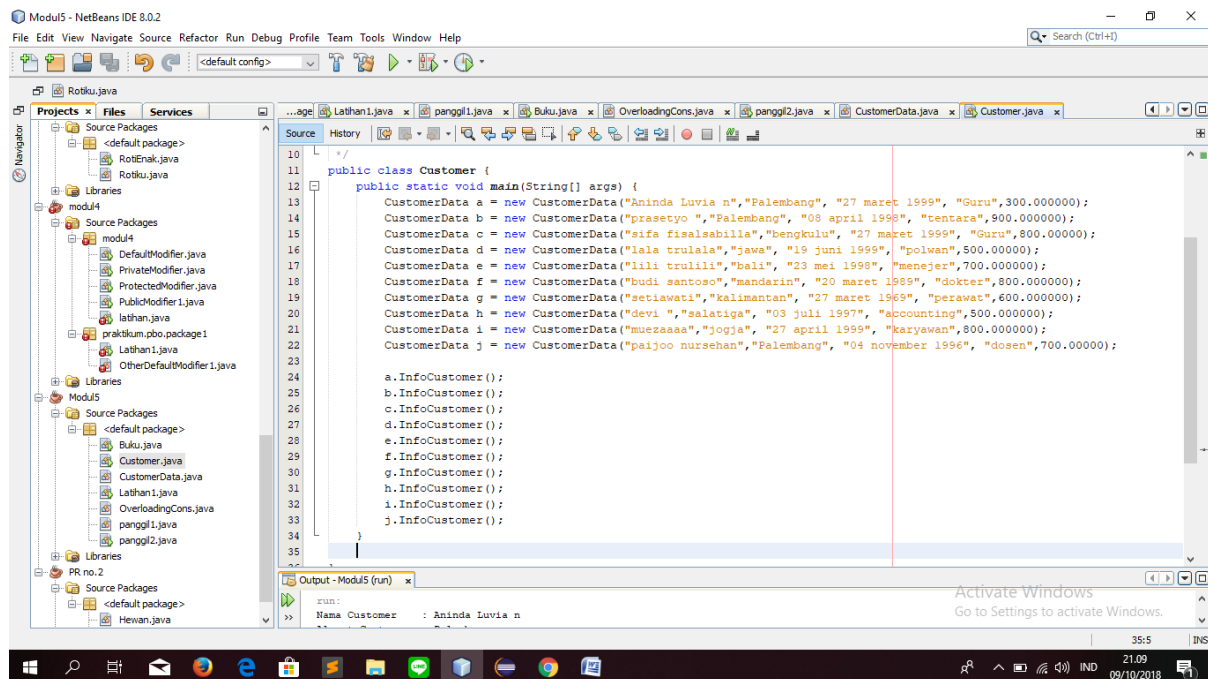 Modul5 - NetBeans IDE 8.0.2
File Edit View Navigate Source Refactor Run Debug Profile Team Tools Window Help
Search (Ctrl+I)
<default config>
Rotiku.java
Projects Files Services
...age Latihan1.java panggil1.java Buku.java OverloadingCons.java panggil2.java CustomerData.java Customer.java
Navigator
Source Packages
<default package>
RotiEnak.java
Rotiku.java
Libraries
modul4
Source Packages
modul4
DefaultModifier.java
PrivateModifier.java
ProtectedModifier.java
PublicModifier1.java
latihan.java
praktikum.pbo.package1
Latihan1.java
OtherDefaultModifier1.java
Libraries
Modul5
Source Packages
<default package>
Buku.java
Customer.java
CustomerData.java
Latihan1.java
OverloadingCons.java
panggil1.java
panggil2.java
Libraries
PR no.2
Source Packages
<default package>
Hewan.java
Source History
10 */
11 public class Customer {
12 public static void main(String[] args) {
13 CustomerData a = new CustomerData("Aninda Luvia n","Palembang", "27 maret 1999", "Guru",300.000000);
14 CustomerData b = new CustomerData("prasetyo ","Palembang", "08 april 1998", "tentara",900.000000);
15 CustomerData c = new CustomerData("sifa fisalsabilla","bengkulu", "27 maret 1999", "Guru",800.00000);
16 CustomerData d = new CustomerData("lala trulala","jawa", "19 juni 1999", "polwan",500.00000);
17 CustomerData e = new CustomerData("lili trulili","bali", "23 mei 1998", "menejer",700.000000);
18 CustomerData f = new CustomerData("budi santoso","mandarin", "20 maret 1989", "dokter",800.000000);
19 CustomerData g = new CustomerData("setiawati","kalimantan", "27 maret 1969", "perawat",600.000000);
20 CustomerData h = new CustomerData("devi ","salatiga", "03 juli 1997", "accounting",500.000000);
21 CustomerData i = new CustomerData("muezaaaa","jogja", "27 april 1999", "karyawan",800.000000);
22 CustomerData j = new CustomerData("paijoo nursehan","Palembang", "04 november 1996", "dosen",700.00000);
23
24 a.InfoCustomer();
25 b.InfoCustomer();
26 c.InfoCustomer();
27 d.InfoCustomer();
28 e.InfoCustomer();
29 f.InfoCustomer();
30 g.InfoCustomer();
31 h.InfoCustomer();
32 i.InfoCustomer();
33 j.InfoCustomer();
34 }
35
Output - Modul5 (run)
run:
Nama Customer : Aninda Luvia n
Activate Windows
Go to Settings to activate Windows.
35:5 INS
IND
21.09
09/10/2018